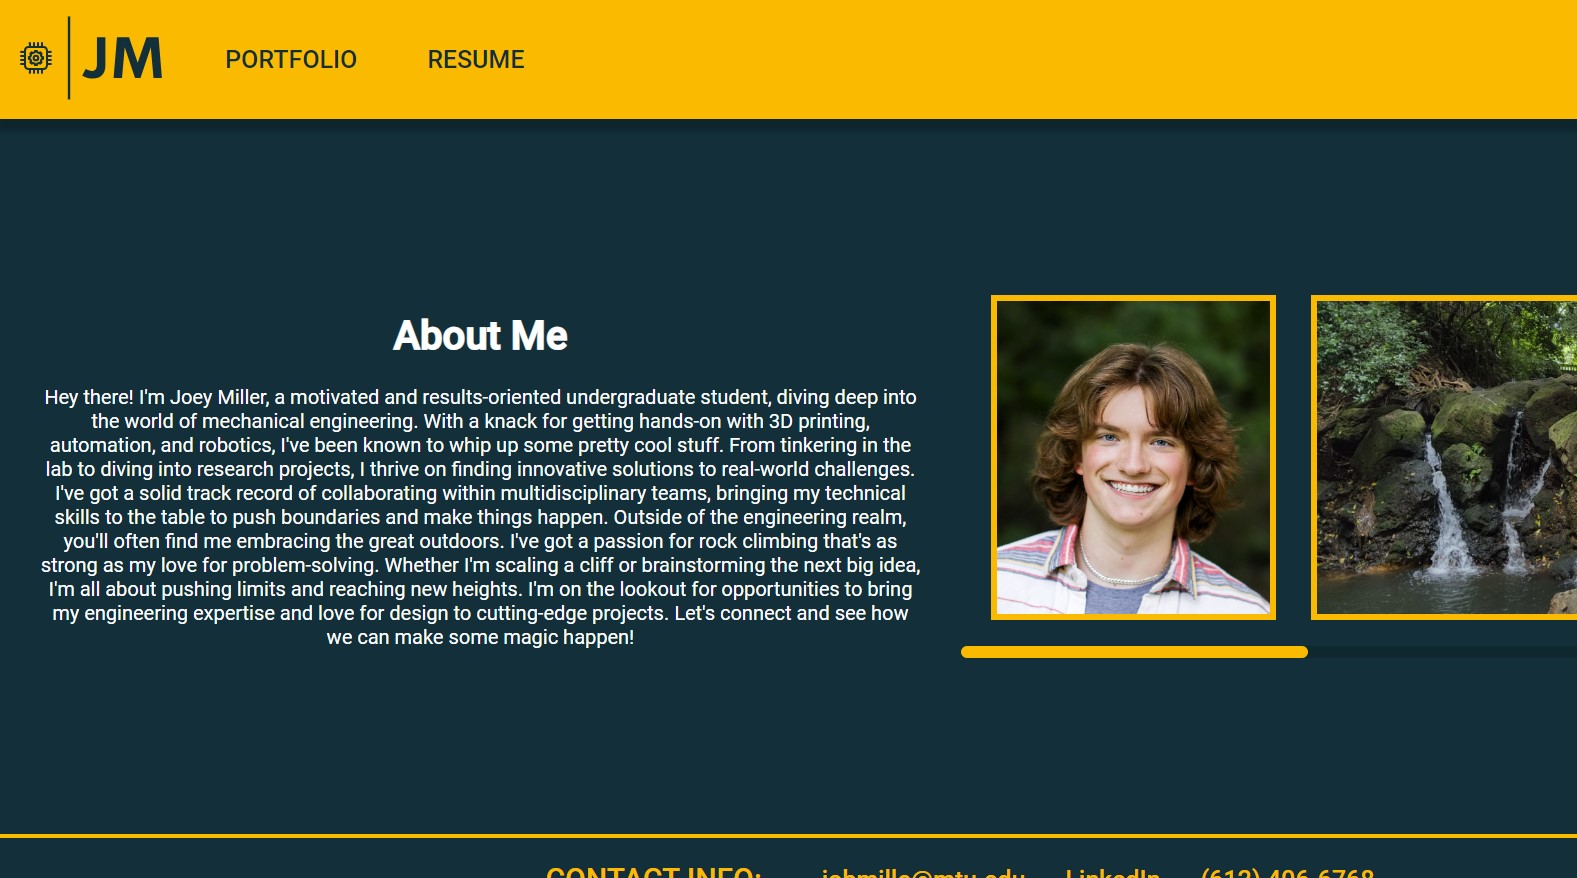 JM
PORTFOLIO
RESUME
About Me
Hey there! I'm Joey Miller, a motivated and results-oriented undergraduate student, diving deep into
the world of mechanical engineering. With a knack for getting hands-on with 3D printing,
automation, and robotics, I've been known to whip up some pretty cool stuff. From tinkering in the
lab to diving into research projects, I thrive on finding innovative solutions to real-world challenges.
I've got a solid track record of collaborating within multidisciplinary teams, bringing my technical
skills to the table to push boundaries and make things happen. Outside of the engineering realm,
you'll often find me embracing the great outdoors. I've got a passion for rock climbing that's as
strong as my love for problem-solving. Whether I'm scaling a cliff or brainstorming the next big idea,
I'm all about pushing limits and reaching new heights. I'm on the lookout for opportunities to bring
my engineering expertise and love for design to cutting-edge projects. Let's connect and see how
we can make some magic happen!
CONTACT INFO: jobmille@mtu.edu LinkedIn (612) 406-6768